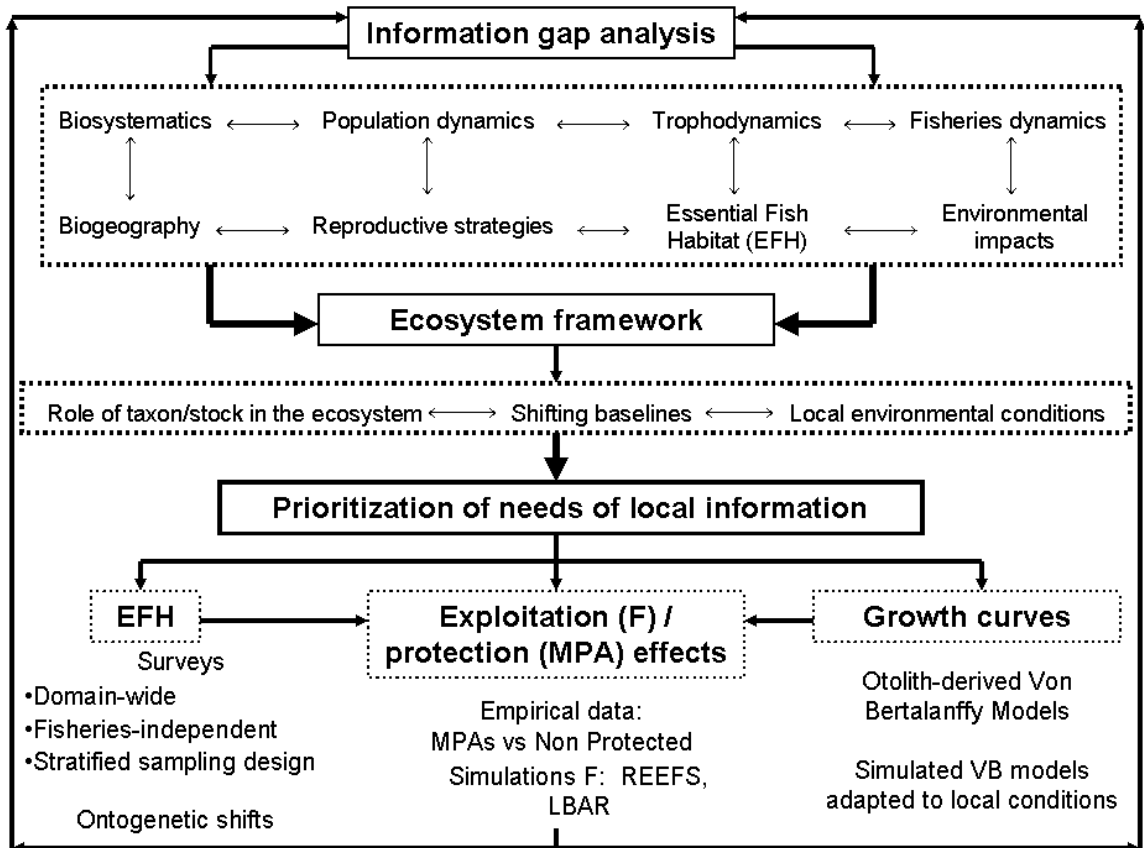 Information gap analysis
Biosystematics
Population dynamics
Trophodynamics
Fisheries dynamics
Biogeography
Reproductive strategies
Essential Fish
Habitat (EFH)
Environmental
impacts
Ecosystem framework
Role of taxon/stock in the ecosystem
Shifting baselines
Local environmental conditions
Prioritization of needs of local information
EFH
Surveys
•Domain-wide
•Fisheries-independent
•Stratified sampling design
Ontogenetic shifts
Exploitation (F) /
protection (MPA) effects
Empirical data:
MPAs vs Non Protected
Simulations F: REEFS,
LBAR
Growth curves
Otolith-derived Von
Bertalanffy Models
Simulated VB models
adapted to local conditions